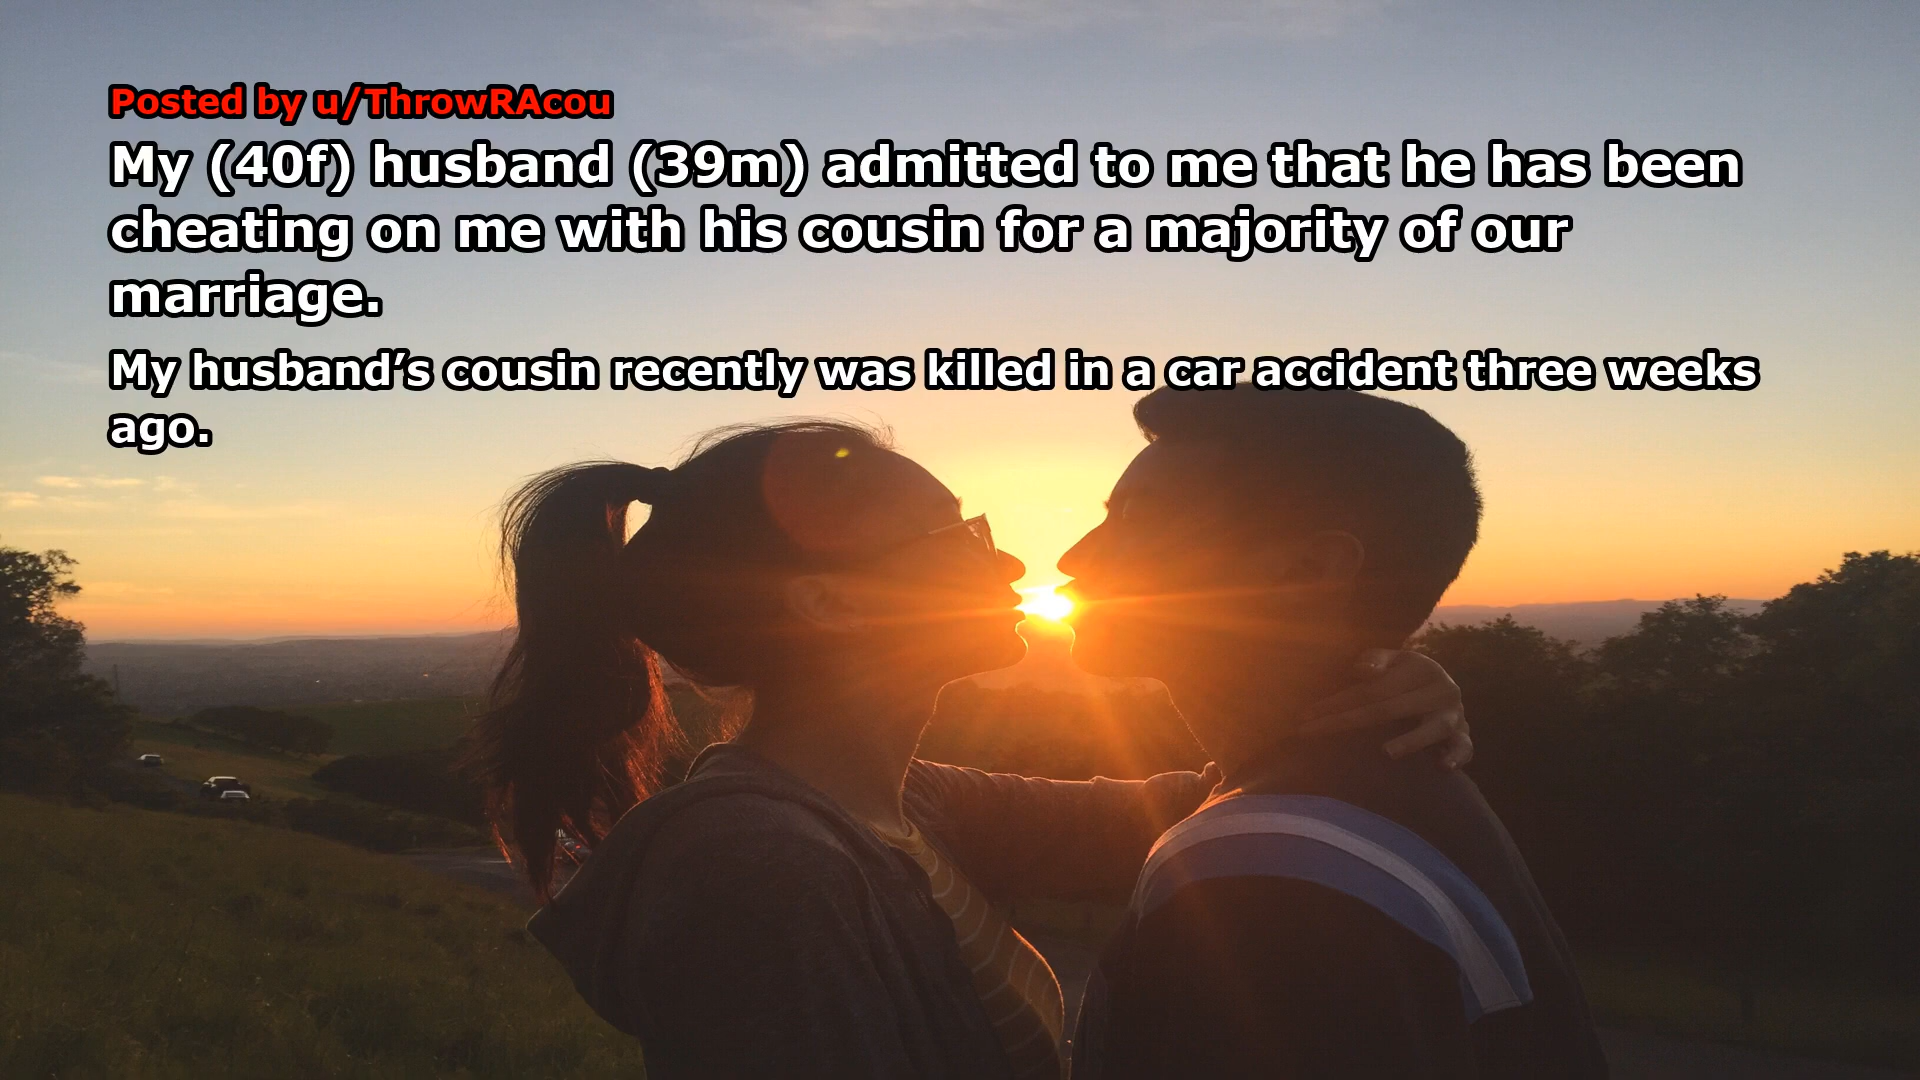 Posted by u/ThrowRAcou
My (40f) husband (39m) admitted to me that he has been
cheating on me with his cousin for a majority of our
marriage.
My husband’s cousin recently was killed in a car accident three weeks
ago.